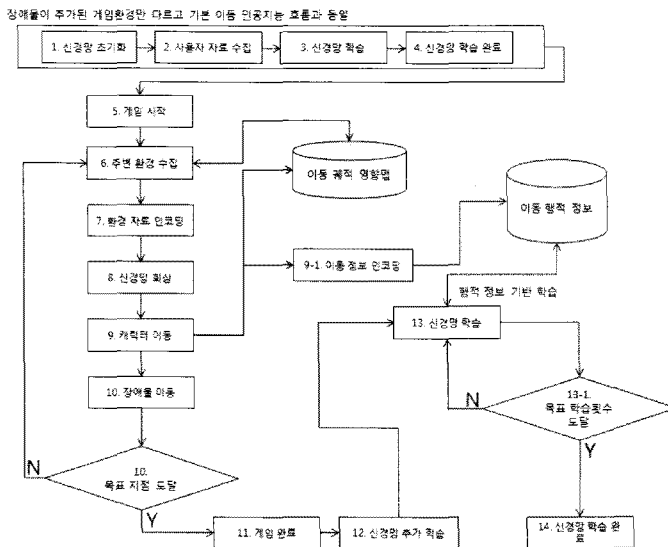 장애물이 추가된 게임환경만 다르고 기본 이동 인공지능 흐름과 동일
1. 신경망 초기화
2. 사용자 자료 수집
3. 신경망 학습
4. 신경망 학습 완료
5. 게임 시작
6. 주변 환경 수집
이동 궤적 영향맵
이동 행적 정보
7. 환경 자료 인코딩
9-1. 이동 정보 인코딩
8. 신경망 회상
행적 정보 기반 학습
9. 캐릭터 이동
13. 신경망 학습
10. 장애물 이동
N
13-1.
목표 학습횟수
도달
N
10.
목표 지점 도달
Y
Y
11. 게임 완료
12. 신경망 추가 학습
14. 신경망 학습 완
료